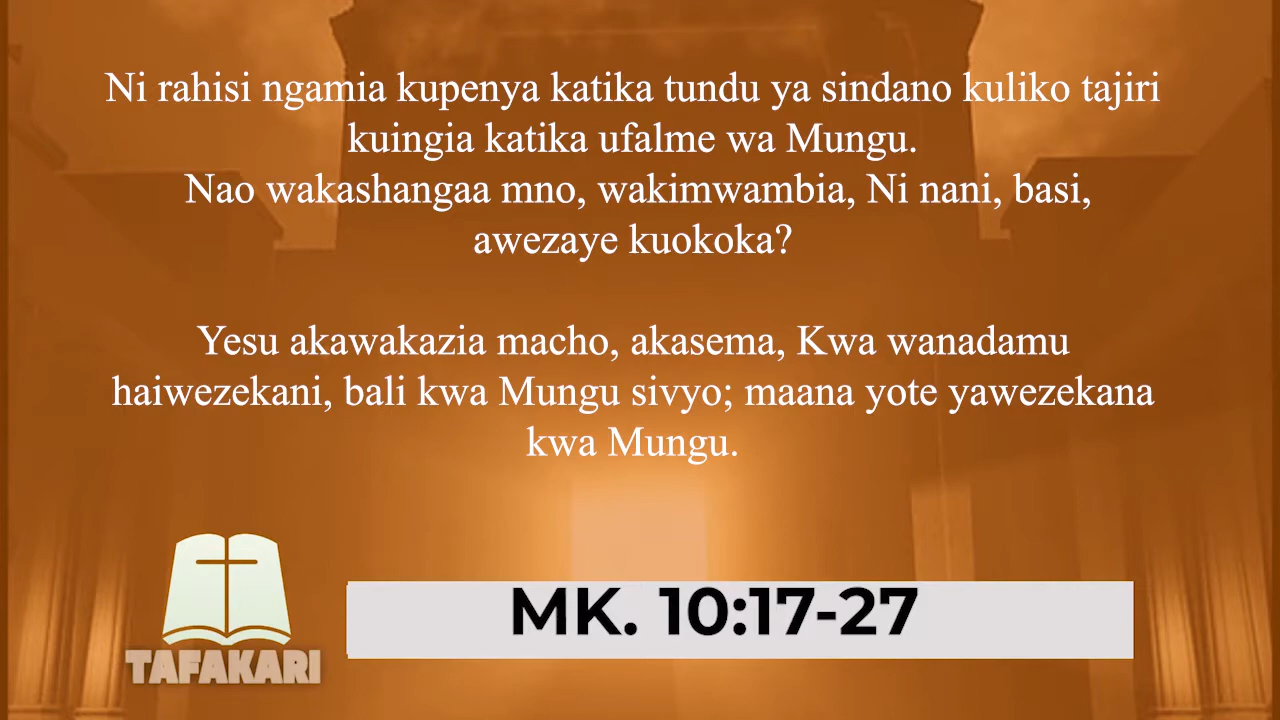 Ni rahisi ngamia kupenya katika tundu ya sindano kuliko tajiri
kuingia katika ufalme wa Mungu.
Nao wakashangaa mno, wakimwambia, Ni nani, basi,
awezaye kuokoka?
Yesu akawakazia macho, akasema, Kwa wanadamu
haiwezekani, bali kwa Mungu sivyo; maana yote yawezekana
kwa Mungu.
MK. 10:17-27
TAFAKARI